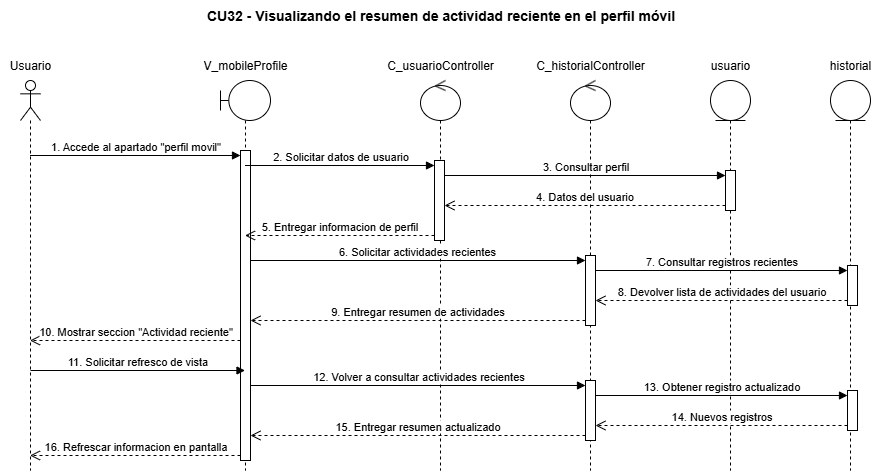 CU32 - Visualizando el resumen de actividad reciente en el perfil móvil
Usuario
V_mobileProfile
C_usuarioController
C_historialController
usuario
historial
1. Accede al apartado "perfil movil"
2. Solicitar datos de usuario
3. Consultar perfil
4. Datos del usuario
5. Entregar informacion de perfil
6. Solicitar actividades recientes
7. Consultar registros recientes
8. Devolver lista de actividades del usuario
9. Entregar resumen de actividades
10. Mostrar seccion "Actividad reciente"
11. Solicitar refresco de vista
12. Volver a consultar actividades recientes
13. Obtener registro actualizado
14. Nuevos registros
15. Entregar resumen actualizado
16. Refrescar informacion en pantalla